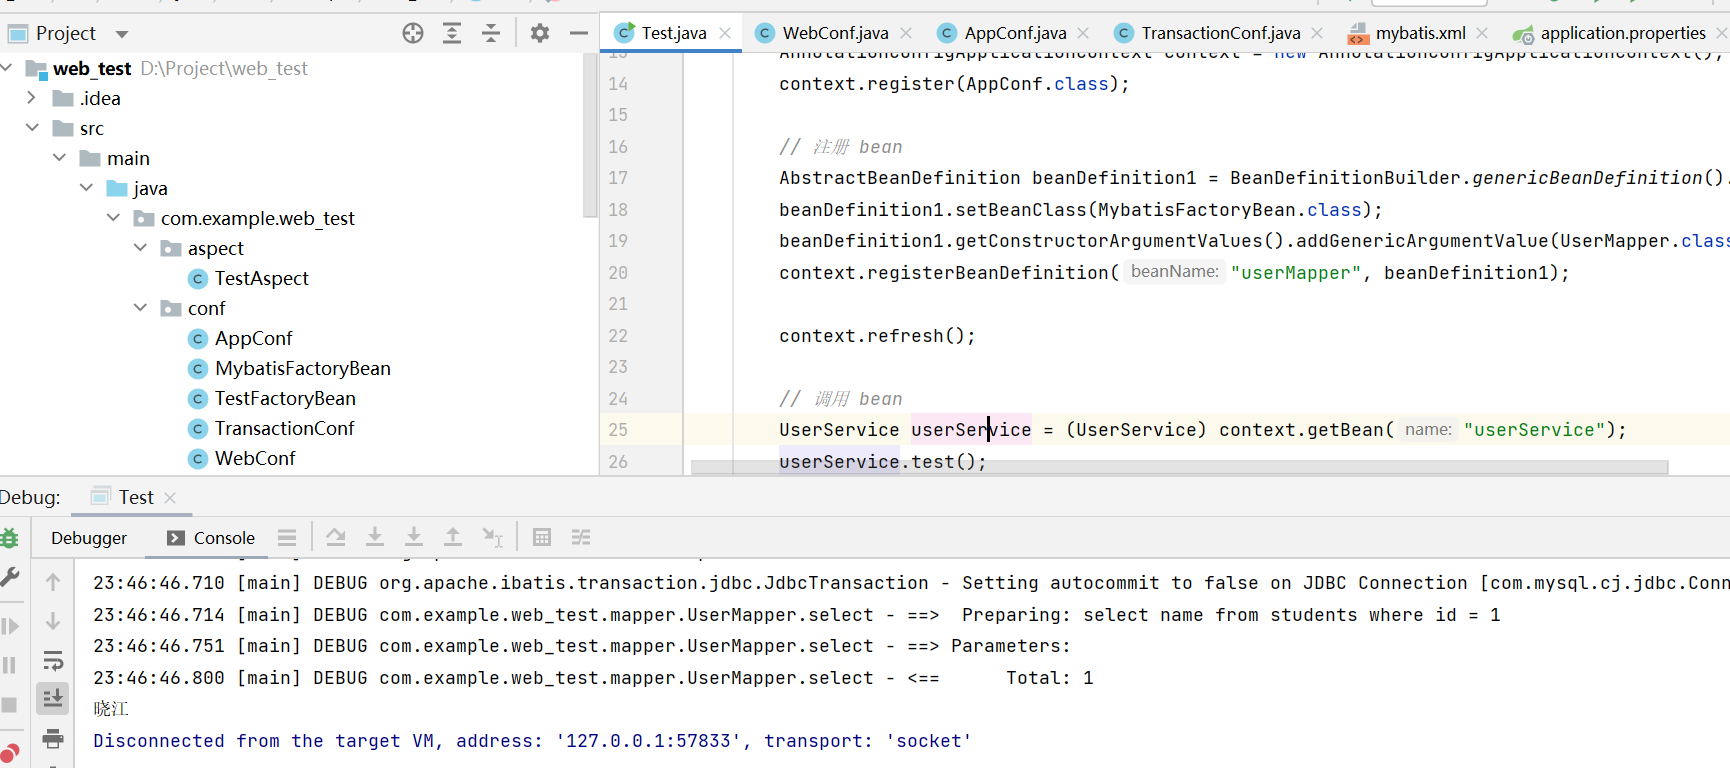 Project
Test.java
WebConf.java
AppConf.java
TransactionConf.java
mybatis.xml
application.properties
web_test D:\Project\web_test
.idea
src
main
java
com.example.web_test
aspect
TestAspect
conf
AppConf
MybatisFactoryBean
TestFactoryBean
TransactionConf
WebConf
13 AnnotationConfigApplicationContext context = new AnnotationConfigApplicationContext();
14 context.register(AppConf.class);
15
16 // 注册 bean
17 AbstractBeanDefinition beanDefinition1 = BeanDefinitionBuilder.genericBeanDefinition().
18 beanDefinition1.setBeanClass(MybatisFactoryBean.class);
19 beanDefinition1.getConstructorArgumentValues().addGenericArgumentValue(UserMapper.class
20 context.registerBeanDefinition( beanName: "userMapper", beanDefinition1);
21
22 context.refresh();
23
24 // 调用 bean
25 UserService userService = (UserService) context.getBean( name: "userService");
26 userService.test();
Debug:
Test
Debugger
Console
23:46:46.710 [main] DEBUG org.apache.ibatis.transaction.jdbc.JdbcTransaction - Setting autocommit to false on JDBC Connection [com.mysql.cj.jdbc.Conn
23:46:46.714 [main] DEBUG com.example.web_test.mapper.UserMapper.select - ==>  Preparing: select name from students where id = 1
23:46:46.751 [main] DEBUG com.example.web_test.mapper.UserMapper.select - ==> Parameters:
23:46:46.800 [main] DEBUG com.example.web_test.mapper.UserMapper.select - <==      Total: 1
晓江
Disconnected from the target VM, address: '127.0.0.1:57833', transport: 'socket'